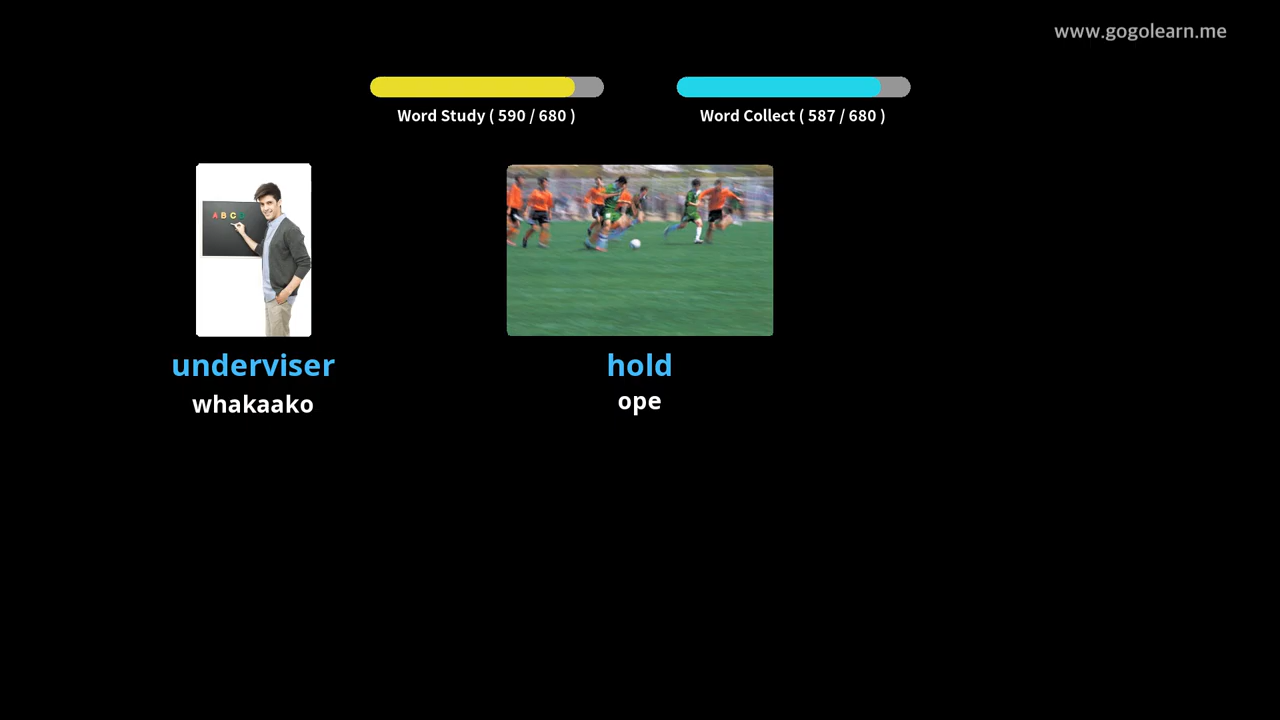 www.gogolearn.me
Word Study ( 590 / 680 )
Word Collect ( 587 / 680 )
A B C D
underviser
whakaako
hold
ope